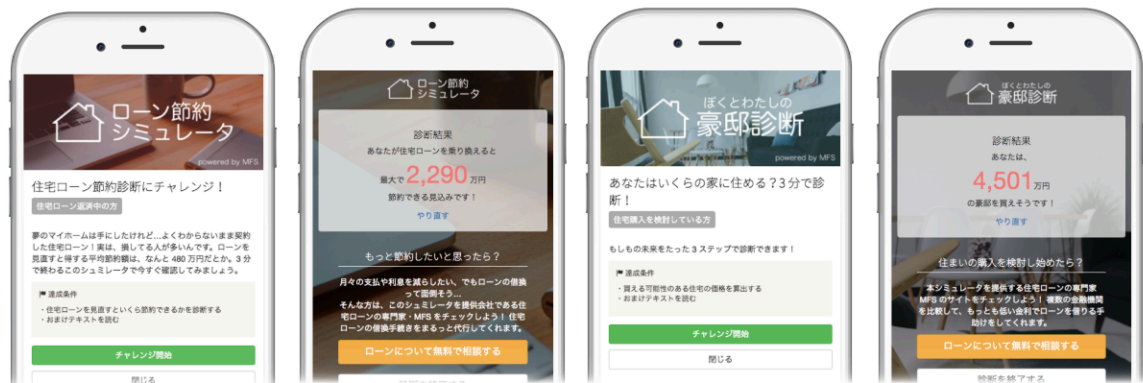 ローン節約
シミュレータ
powered by MFS
住宅ローン節約診断にチャレンジ！
住宅ローン返済中の方
夢のマイホームは手にしたけれど…よくわからないまま契約
した住宅ローン！実は、損してる人が多いんです。ローンを
見直すと得する平均節約額は、なんと 480 万円だとか。3 分
で終わるこのシュミレータで今すぐ確認してみましょう。
達成条件
・住宅ローンを見直すといくら節約できるかを診断する
・おまけテキストを読む
チャレンジ開始
閉じる
ローン節約
シミュレータ
診断結果
あなたが住宅ローンを乗り換えると
最大で 2,290 万円
節約できる見込みです！
やり直す
もっと節約したいと思ったら？
月々の支払や利息を減らしたい、でもローンの借換
って面倒そう…
そんな方は、このシュミレータを提供会社である住
宅ローンの専門家・MFS をチェックしよう！ 住宅
ローンの借換手続きをまるっと代行してくれます。
ローンについて無料で相談する
診断を終了する
ぼくとわたしの
豪邸診断
powered by MFS
あなたはいくらの家に住める？3 分で診
断！
住宅購入を検討している方
もしもの未来をたった 3 ステップで診断できます！
達成条件
・買える可能性のある住宅の価格を算出する
・おまけテキストを読む
チャレンジ開始
閉じる
ぼくとわたしの
豪邸診断
診断結果
あなたは、
4,501 万円
の豪邸を買えそうです！
やり直す
住まいの購入を検討し始めたら？
本シミュレータを提供する住宅ローンの専門家
MFS のサイトをチェックしよう！ 複数の金融機関
を比較して、もっとも低い金利でローンを借りる手
助けをしてくれます。
ローンについて無料で相談する
診断を終了する